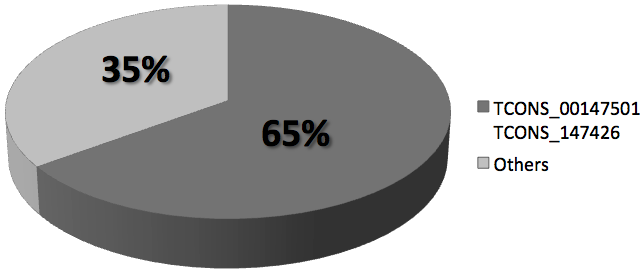 35%
65%
TCONS_00147501
TCONS_147426
Others